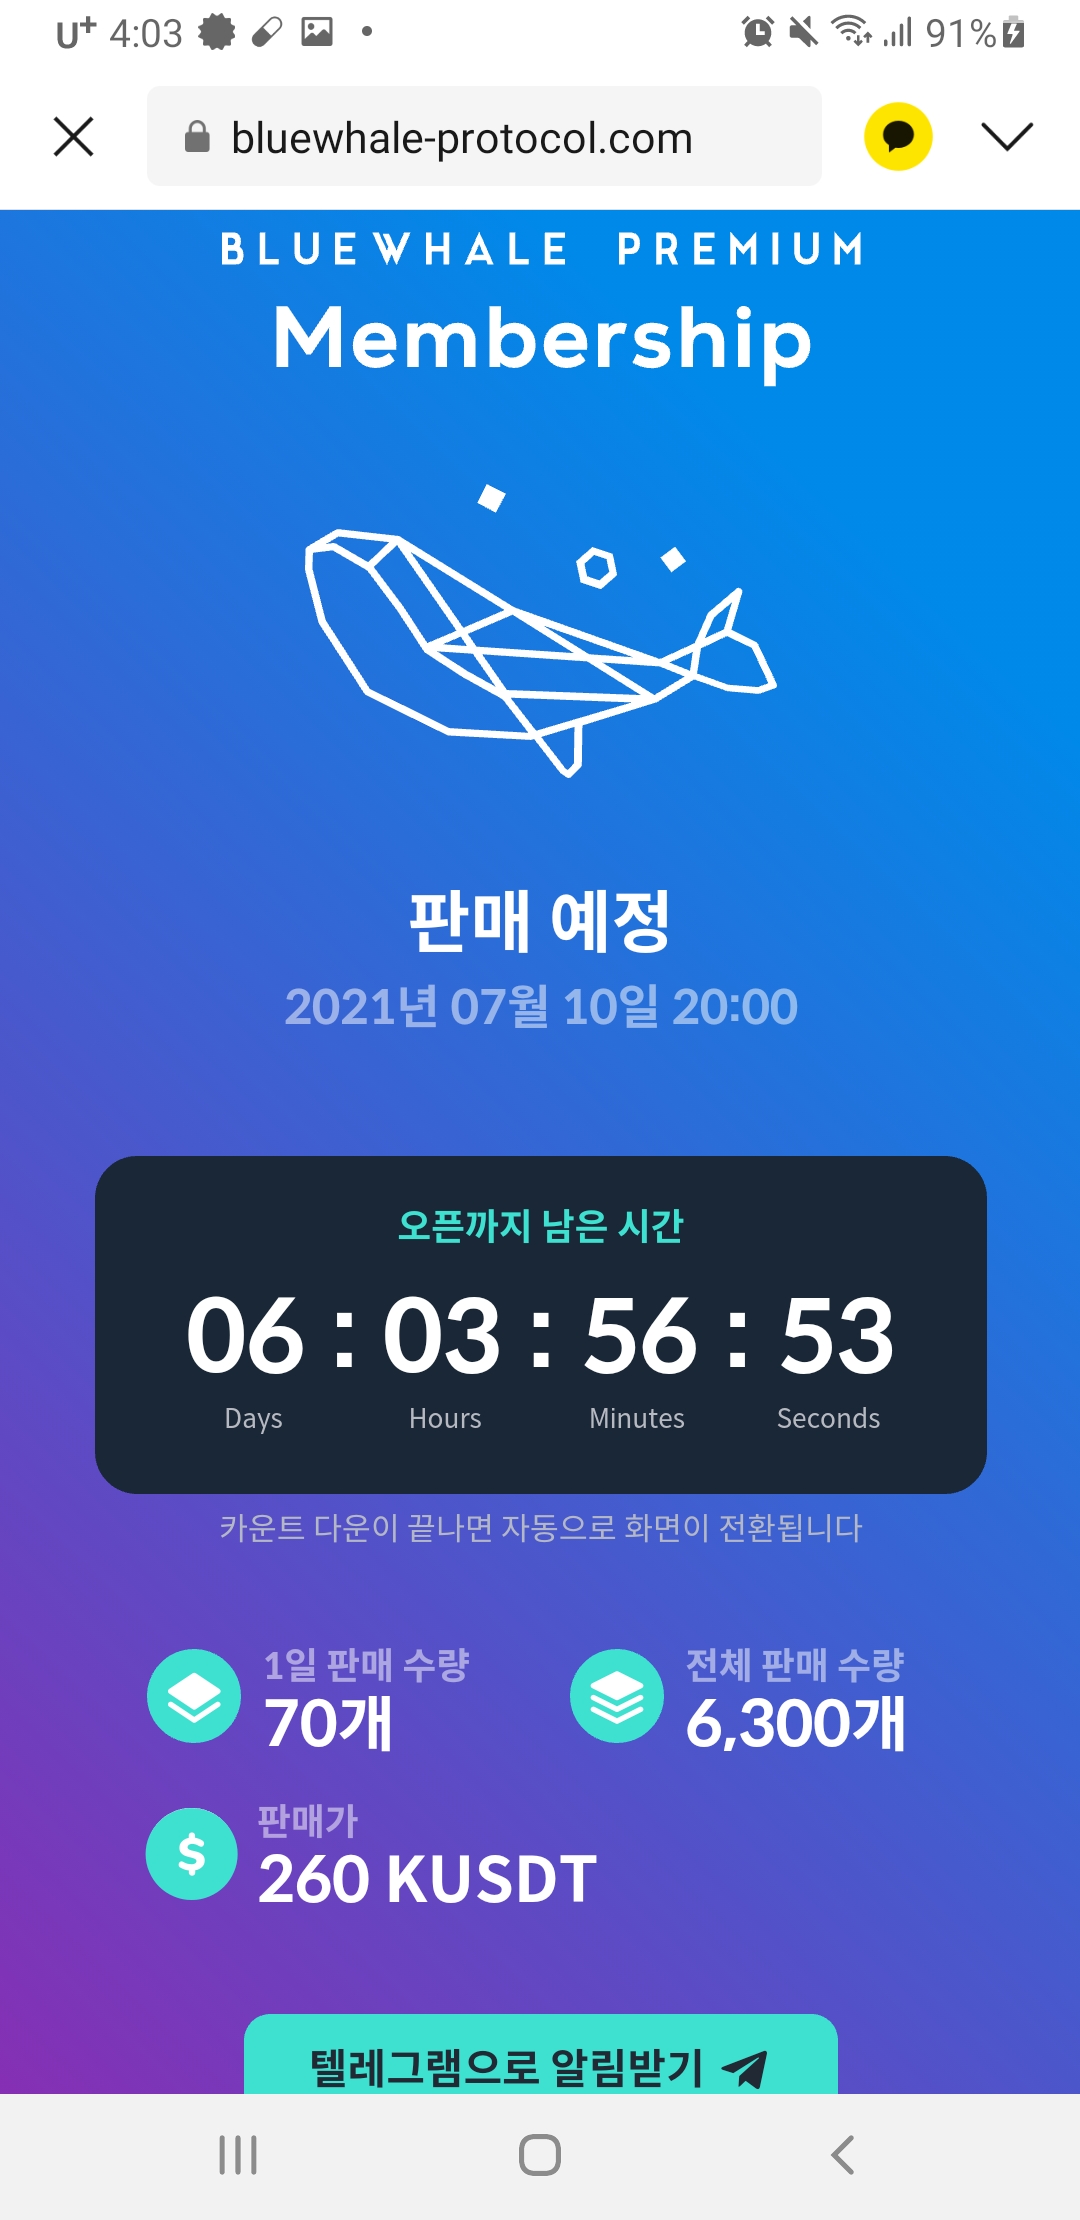 U+ 4:03 91%
bluewhale-protocol.com
BLUEWHALE PREMIUM
Membership
판매 예정
2021년 07월 10일 20:00
오픈까지 남은 시간
06 : 03 : 56 : 53
Days Hours Minutes Seconds
카운트 다운이 끝나면 자동으로 화면이 전환됩니다
1일 판매 수량
70개
전체 판매 수량
6,300개
판매가
260 KUSDT
텔레그램으로 알림받기